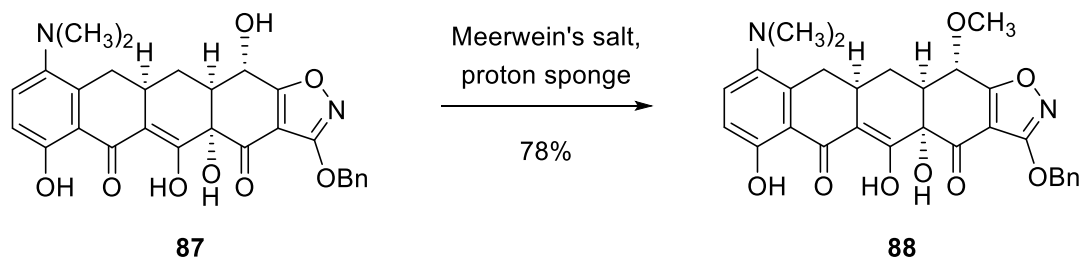 N(CH₃)₂
H
H
OH
O
N
OBn
OH
O
HO
O
H
O
87
Meerwein's salt,
proton sponge
78%
N(CH₃)₂
H
H
OCH₃
O
N
OBn
OH
O
HO
O
H
O
88